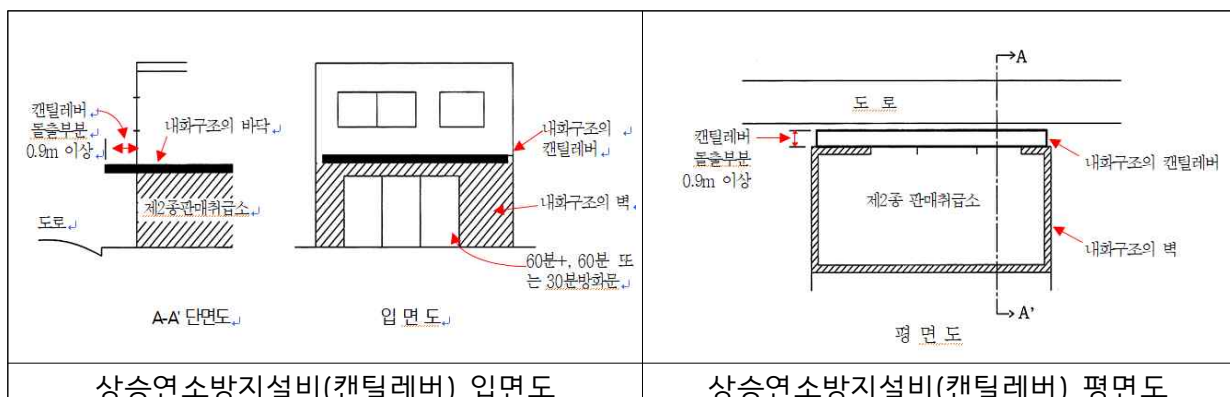 캔틸레버
돌출부분
0.9m 이상
내화구조의 바닥
제2종판매취급소
도로
A-A' 단면도
내화구조의
캔틸레버
내화구조의 벽
60분+, 60분 또
는 30분방화문
입 면 도
A
도 로
캔틸레버
돌출부분
0.9m 이상
내화구조의 캔틸레버
제2종 판매취급소
내화구조의 벽
A'
평 면 도
상승연소방지설비(캔틸레버) 입면도
상승연소방지설비(캔틸레버) 평면도